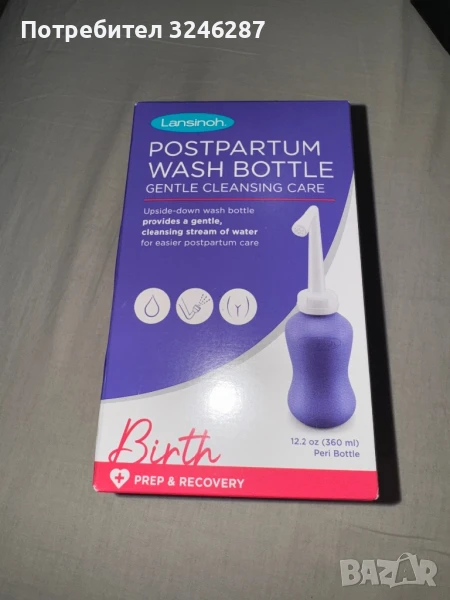 Потребител 3246287
Lansinoh®
POSTPARTUM
WASH BOTTLE
GENTLE CLEANSING CARE
Upside-down wash bottle
provides a gentle,
cleansing stream of water
for easier postpartum care
12.2 oz (360 ml)
Peri Bottle
Birth
PREP & RECOVERY
BAZAR